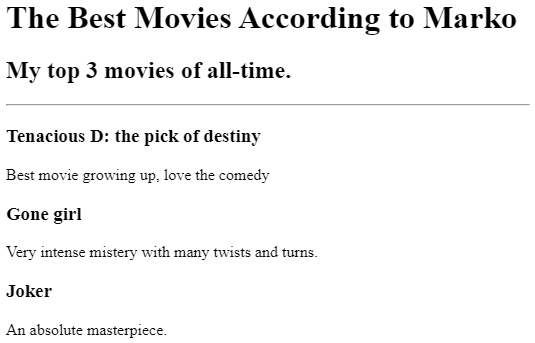 The Best Movies According to Marko
My top 3 movies of all-time.
Tenacious D: the pick of destiny
Best movie growing up, love the comedy
Gone girl
Very intense mistery with many twists and turns.
Joker
An absolute masterpiece.